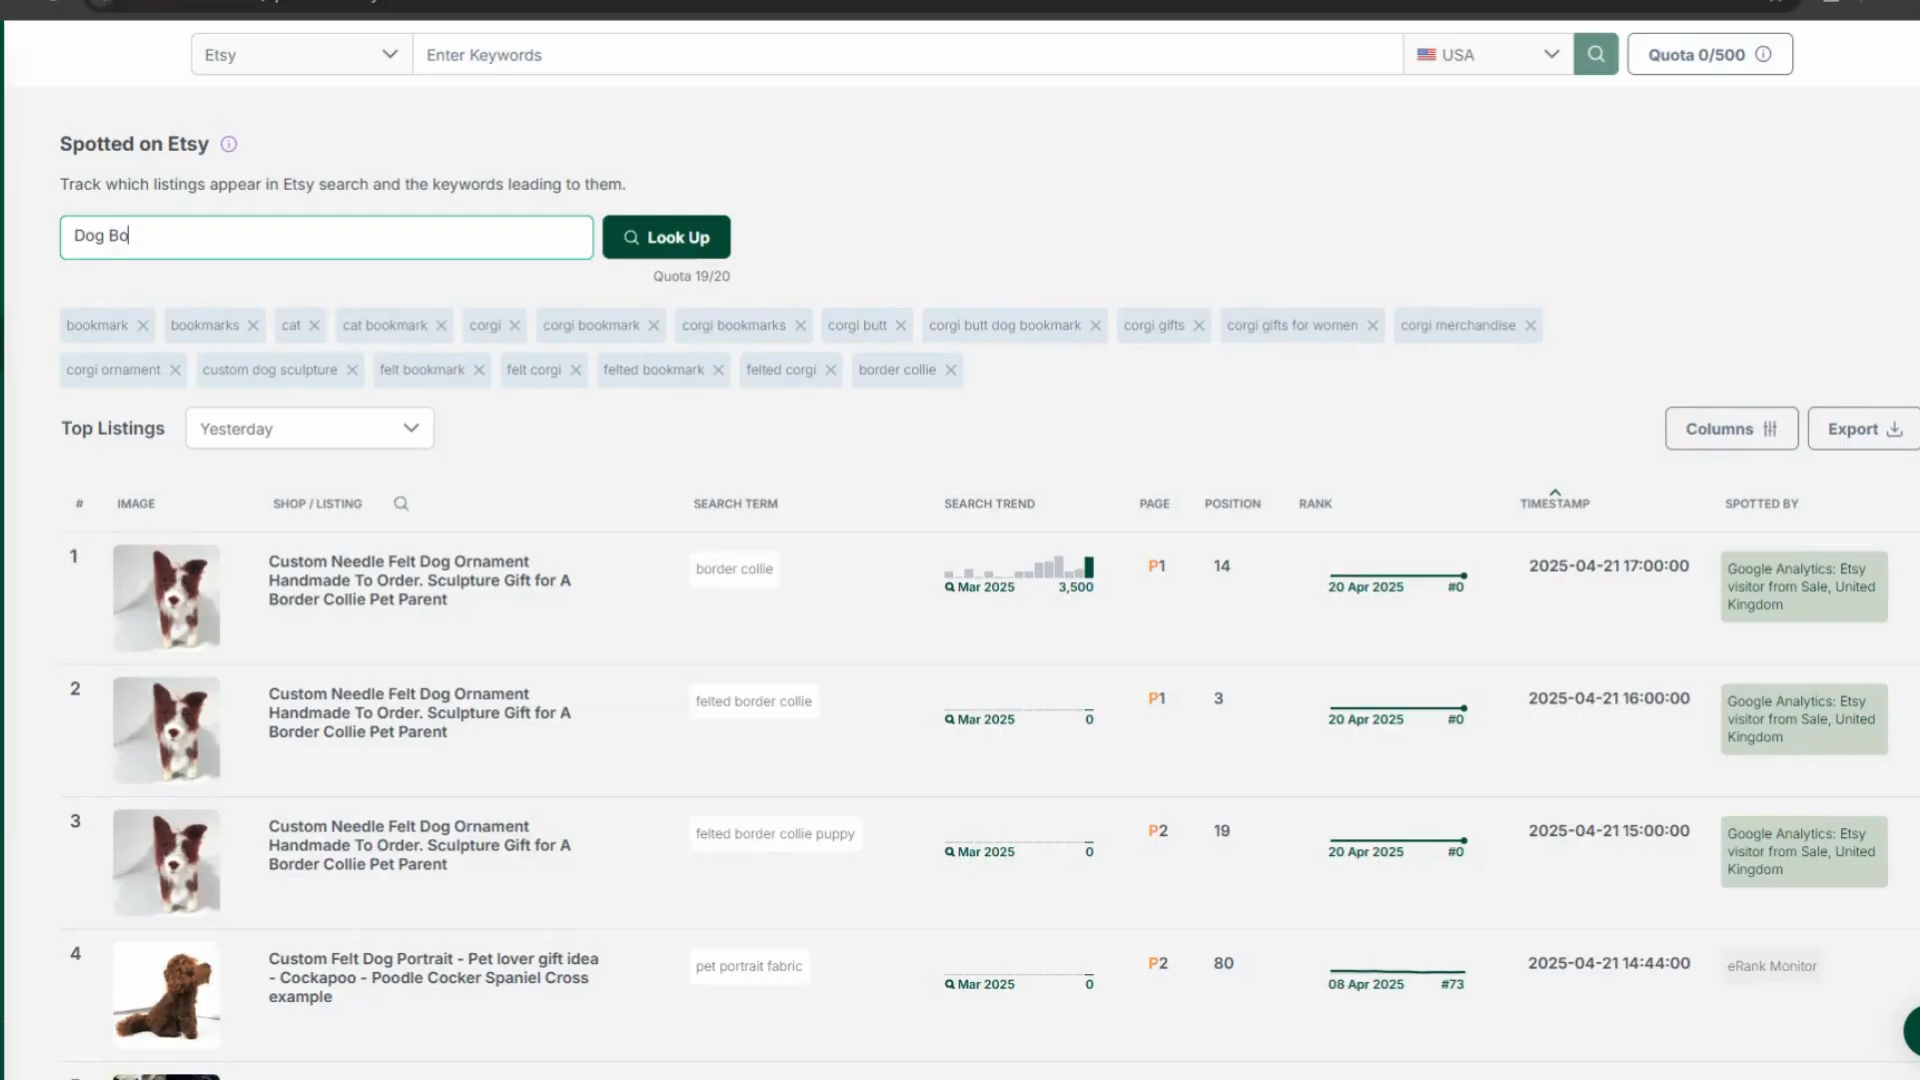 Etsy
Enter Keywords
USA
Quota 0/500
Spotted on Etsy
Track which listings appear in Etsy search and the keywords leading to them.
Dog Bo
Look Up
Quota 19/20
bookmark
bookmarks
cat
cat bookmark
corgi
corgi bookmark
corgi bookmarks
corgi butt
corgi butt dog bookmark
corgi gifts
corgi gifts for women
corgi merchandise
corgi ornament
custom dog sculpture
felt bookmark
felt corgi
felted bookmark
felted corgi
border collie
Top Listings
Yesterday
Columns
Export
# IMAGE SHOP / LISTING SEARCH TERM SEARCH TREND PAGE POSITION RANK TIMESTAMP SPOTTED BY
1
Custom Needle Felt Dog Ornament
Handmade To Order. Sculpture Gift for A
Border Collie Pet Parent
border collie
Mar 2025 3,500
P1
14
20 Apr 2025 #0
2025-04-21 17:00:00
Google Analytics: Etsy
visitor from Sale, United
Kingdom
2
Custom Needle Felt Dog Ornament
Handmade To Order. Sculpture Gift for A
Border Collie Pet Parent
felted border collie
Mar 2025 0
P1
3
20 Apr 2025 #0
2025-04-21 16:00:00
Google Analytics: Etsy
visitor from Sale, United
Kingdom
3
Custom Needle Felt Dog Ornament
Handmade To Order. Sculpture Gift for A
Border Collie Pet Parent
felted border collie puppy
Mar 2025 0
P2
19
20 Apr 2025 #0
2025-04-21 15:00:00
Google Analytics: Etsy
visitor from Sale, United
Kingdom
4
Custom Felt Dog Portrait - Pet lover gift idea
- Cockapoo - Poodle Cocker Spaniel Cross
example
pet portrait fabric
Mar 2025 0
P2
80
08 Apr 2025 #73
2025-04-21 14:44:00
eRank Monitor